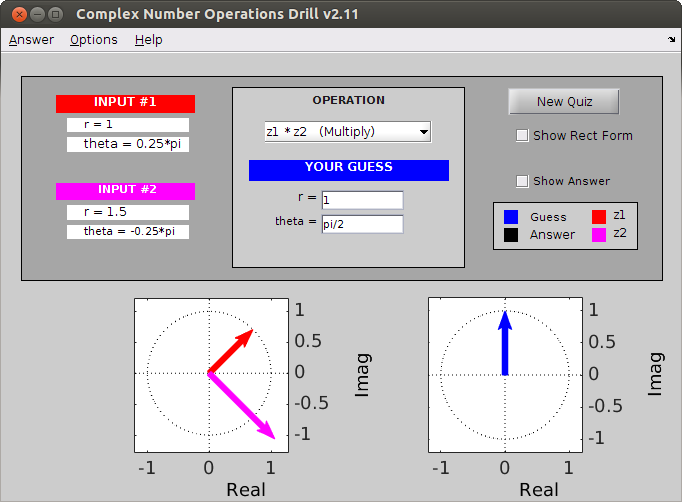 Complex Number Operations Drill v2.11
Answer Options Help
INPUT #1
r = 1
theta = 0.25*pi
INPUT #2
r = 1.5
theta = -0.25*pi
OPERATION
z1 * z2 (Multiply)
YOUR GUESS
r = 1
theta = pi/2
New Quiz
Show Rect Form
Show Answer
Guess z1
Answer z2
1
0.5
0
-0.5
-1
Imag
-1 0 1
Real
1
0.5
0
-0.5
-1
Imag
-1 0 1
Real